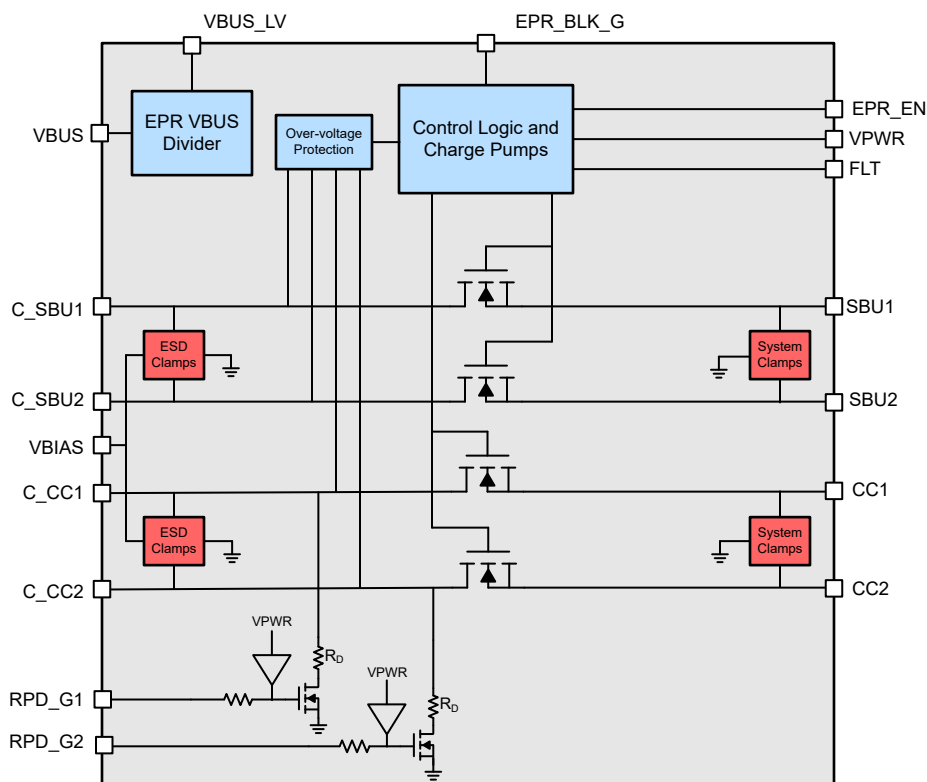 VBUS_LV
EPR_BLK_G
VBUS
EPR VBUS
Divider
Over-voltage
Protection
Control Logic and
Charge Pumps
EPR_EN
VPWR
FLT
C_SBU1
SBU1
ESD
Clamps
System
Clamps
C_SBU2
SBU2
VBIAS
C_CC1
CC1
ESD
Clamps
System
Clamps
C_CC2
CC2
VPWR
RD
VPWR
RD
RPD_G1
RPD_G2